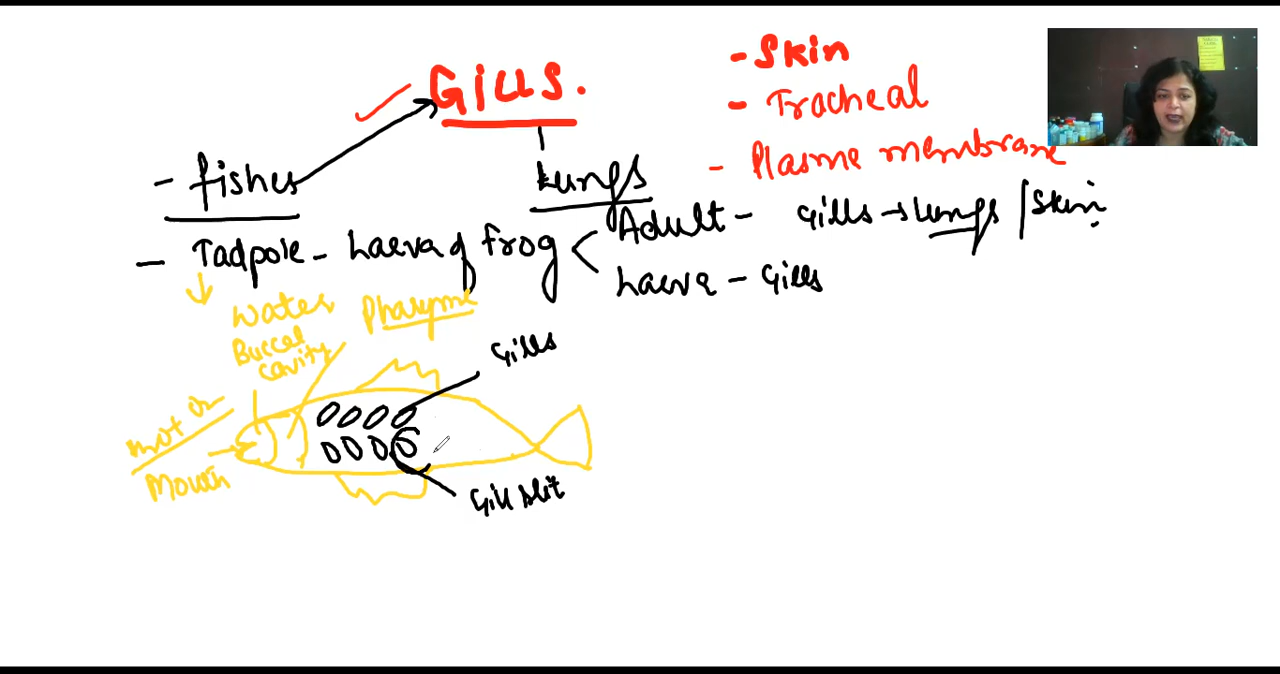 - Skin
Gills.
- Tracheal
- Plasme membrane
- fishes
Lungs
Adult - Gills → Lungs / Skin
- Tadpole - Laeva of frog
Laeva - Gills
Water
Pharynx
Buccal
cavity
Gills
Mouth
Gill slit